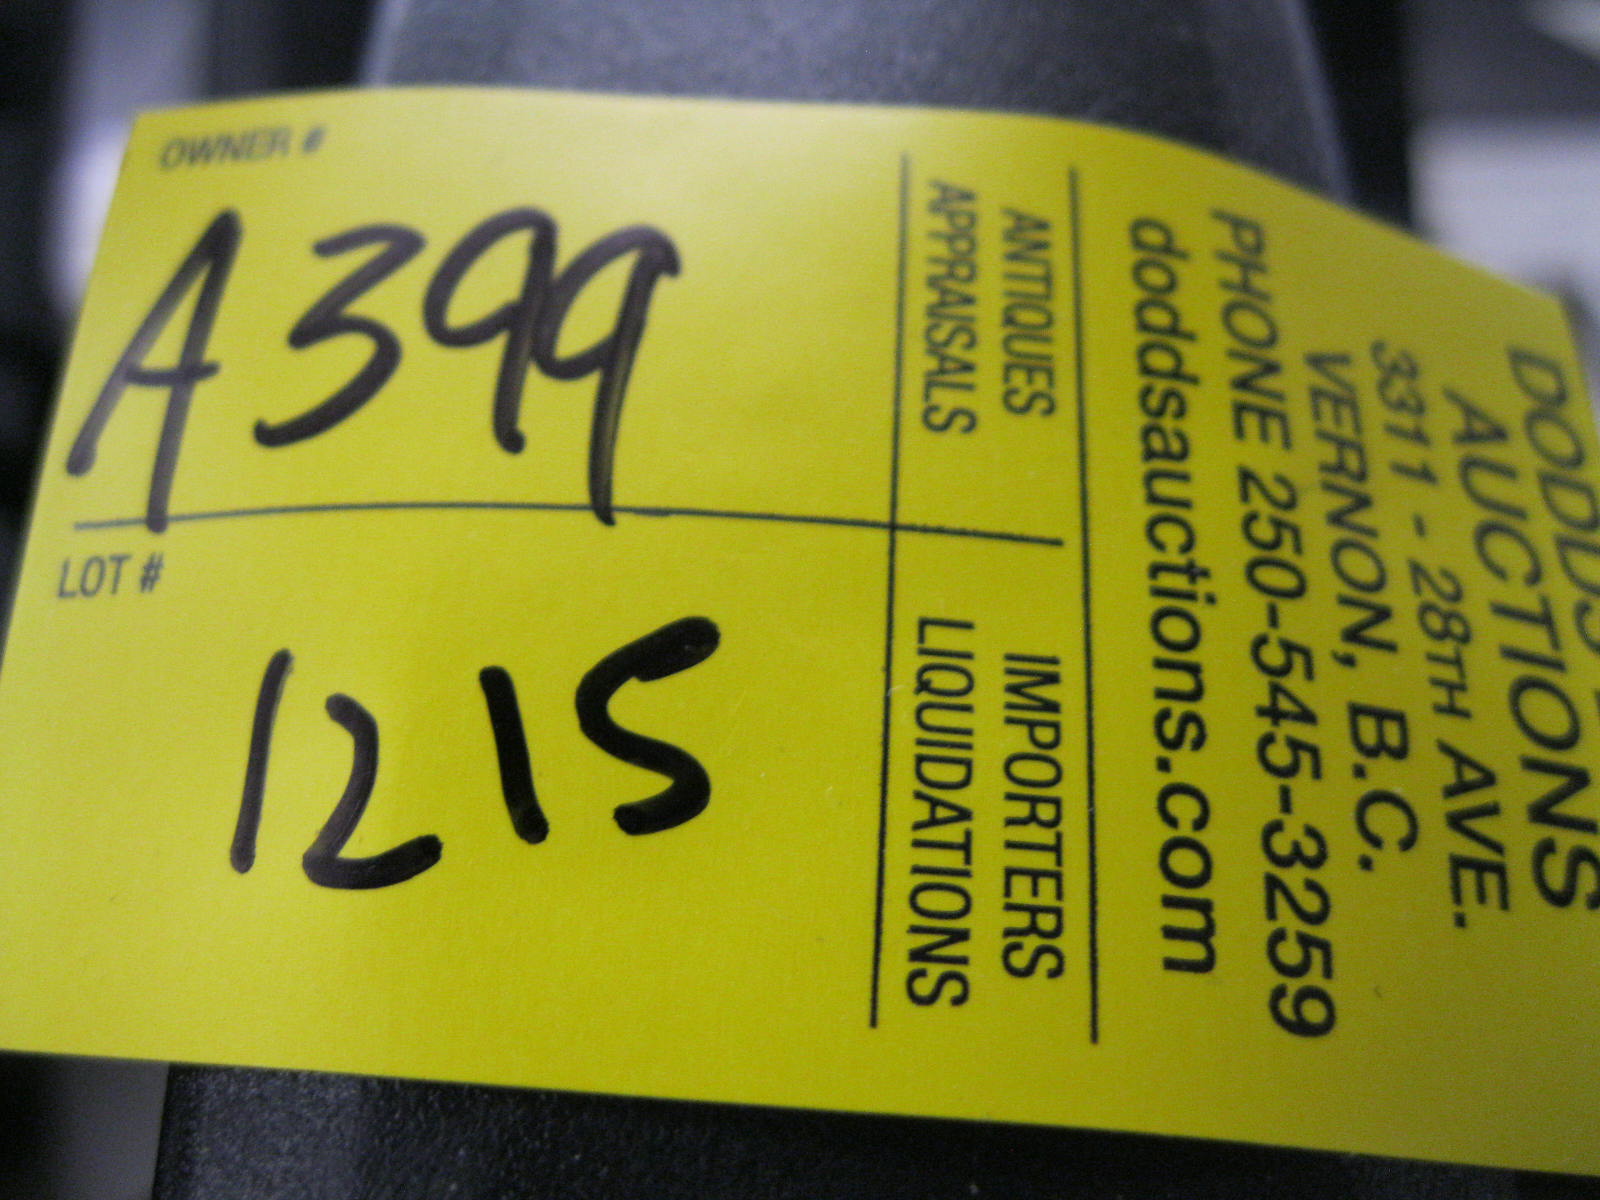 OWNER #
A399
LOT #
1215
ANTIQUES
APPRAISALS
IMPORTERS
LIQUIDATIONS
DODDS
AUCTIONS
3311 - 28TH AVE.
VERNON, B.C.
PHONE 250-545-3259
doddsauctions.com